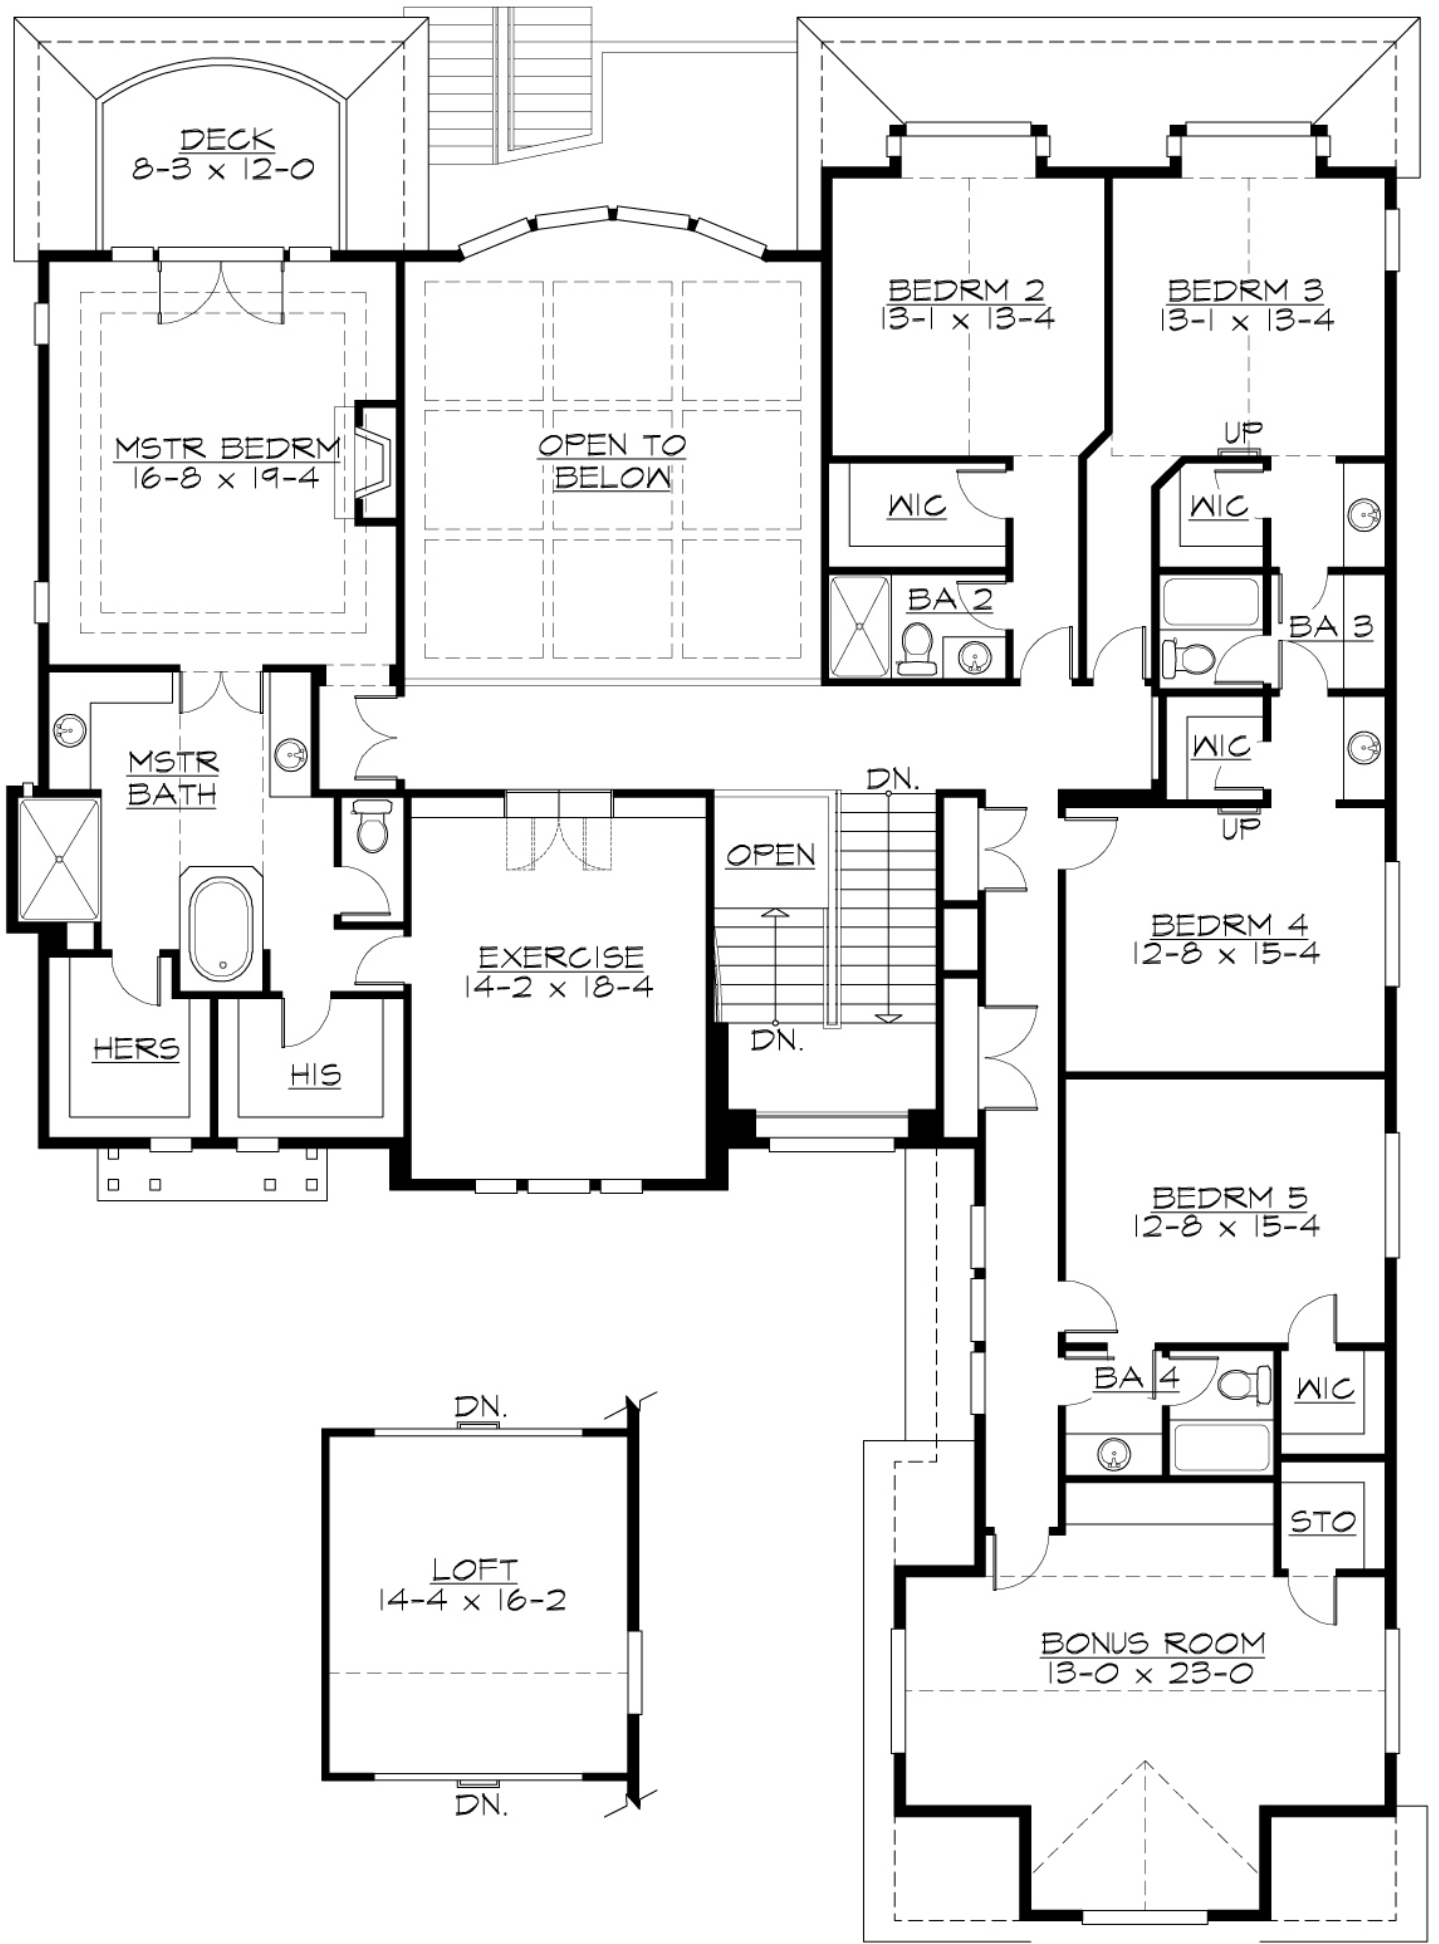 DECK
8-3 x 12-0
BEDRM 2
13-1 x 13-4
BEDRM 3
13-1 x 13-4
UP
MSTR BEDRM
16-8 x 19-4
OPEN TO
BELOW
WIC
WIC
BA 2
BA 3
MSTR
BATH
WIC
DN.
UP
OPEN
BEDRM 4
12-8 x 15-4
EXERCISE
14-2 x 18-4
DN.
HERS
HIS
BEDRM 5
12-8 x 15-4
BA 4
WIC
DN.
STO
LOFT
14-4 x 16-2
BONUS ROOM
13-0 x 23-0
DN.